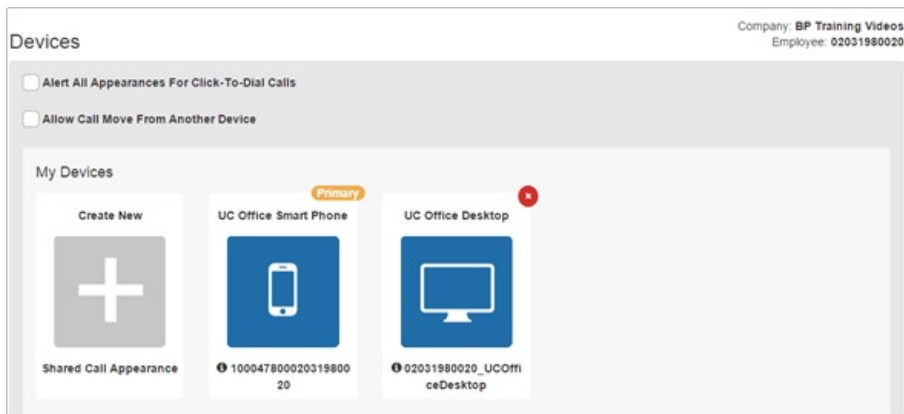 Company: BP Training Videos
Devices
Employee: 02031980020
Alert All Appearances For Click-To-Dial Calls
Allow Call Move From Another Device
My Devices
Primary
Create New
UC Office Smart Phone
UC Office Desktop
Shared Call Appearance
100047800020319800
20
02031980020_UCOffi
ceDesktop